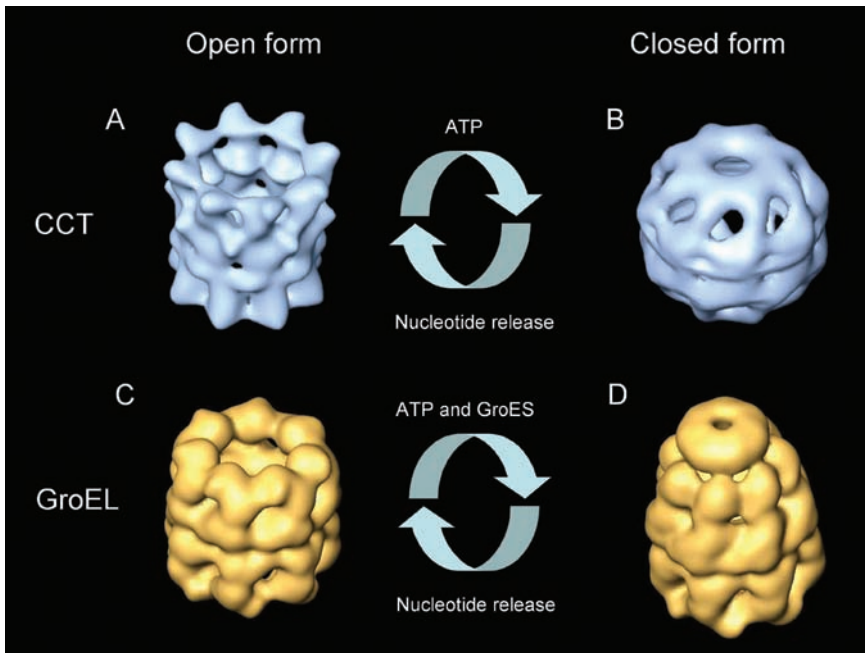 Open form
Closed form
A
ATP
B
CCT
Nucleotide release
C
ATP and GroES
D
GroEL
Nucleotide release